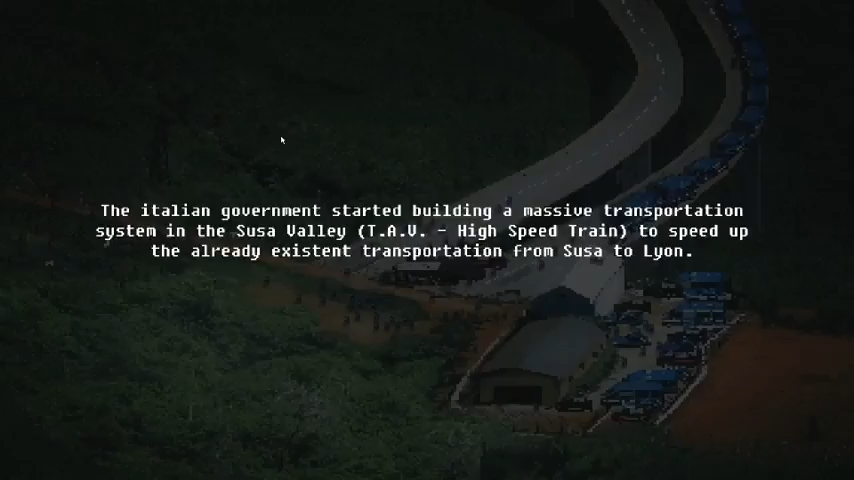 The italian government started building a massive transportation
system in the Susa Valley (T.A.V. - High Speed Train) to speed up
the already existent transportation from Susa to Lyon.